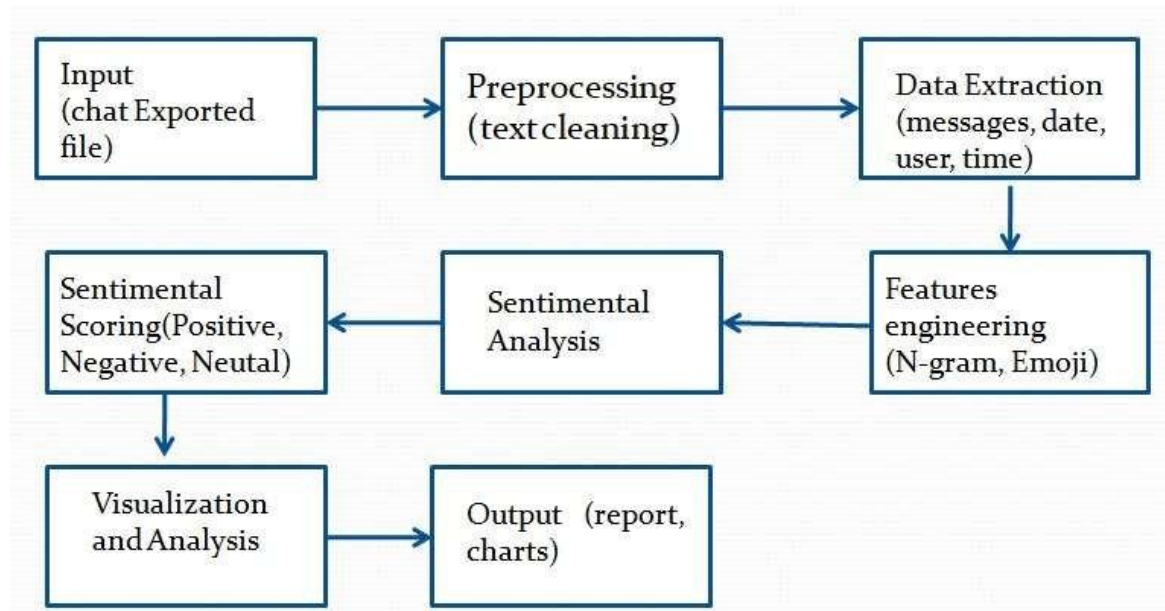 Input
(chat Exported
file)
Preprocessing
(text cleaning)
Data Extraction
(messages, date,
user, time)
Features
engineering
(N-gram, Emoji)
Sentimental
Analysis
Sentimental
Scoring(Positive,
Negative, Neutal)
Visualization
and Analysis
Output (report,
charts)